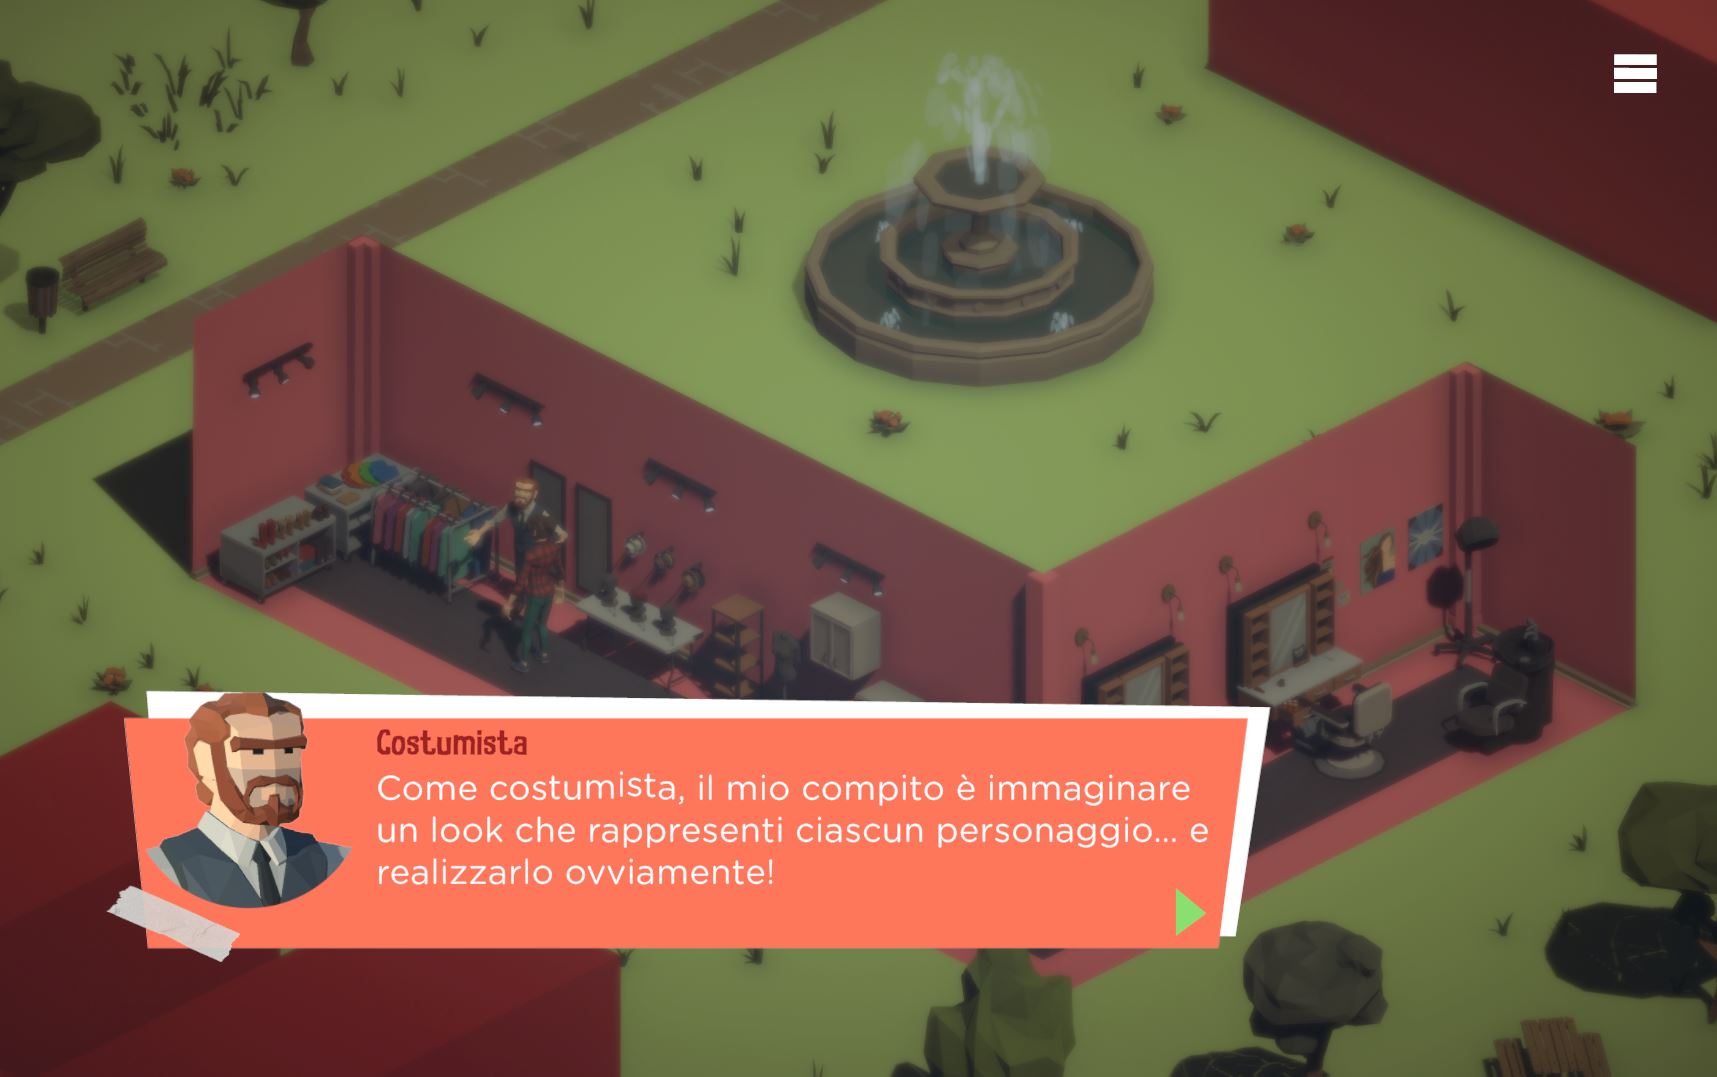 Costumista
Come costumista, il mio compito è immaginare
un look che rappresenti ciascun personaggio... e
realizzarlo ovviamente!